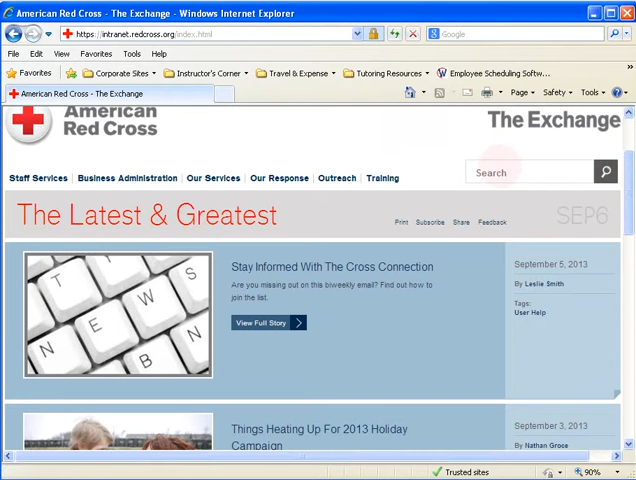 American Red Cross - The Exchange - Windows Internet Explorer
https://intranet.redcross.org/index.html
Google
File Edit View Favorites Tools Help
Favorites Corporate Sites Instructor's Corner Travel & Expense Tutoring Resources Employee Scheduling Softw...
American Red Cross - The Exchange
Page Safety Tools
American
Red Cross
The Exchange
Search
Staff Services Business Administration Our Services Our Response Outreach Training
The Latest & Greatest
Print Subscribe Share Feedback
SEP6
Stay Informed With The Cross Connection
September 5, 2013
Are you missing out on this biweekly email? Find out how to
join the list.
By Leslie Smith
Tags:
User Help
View Full Story
T Y
N E W S
B N
Things Heating Up For 2013 Holiday
Campaign
September 3, 2013
By Nathan Groce
Trusted sites
90%